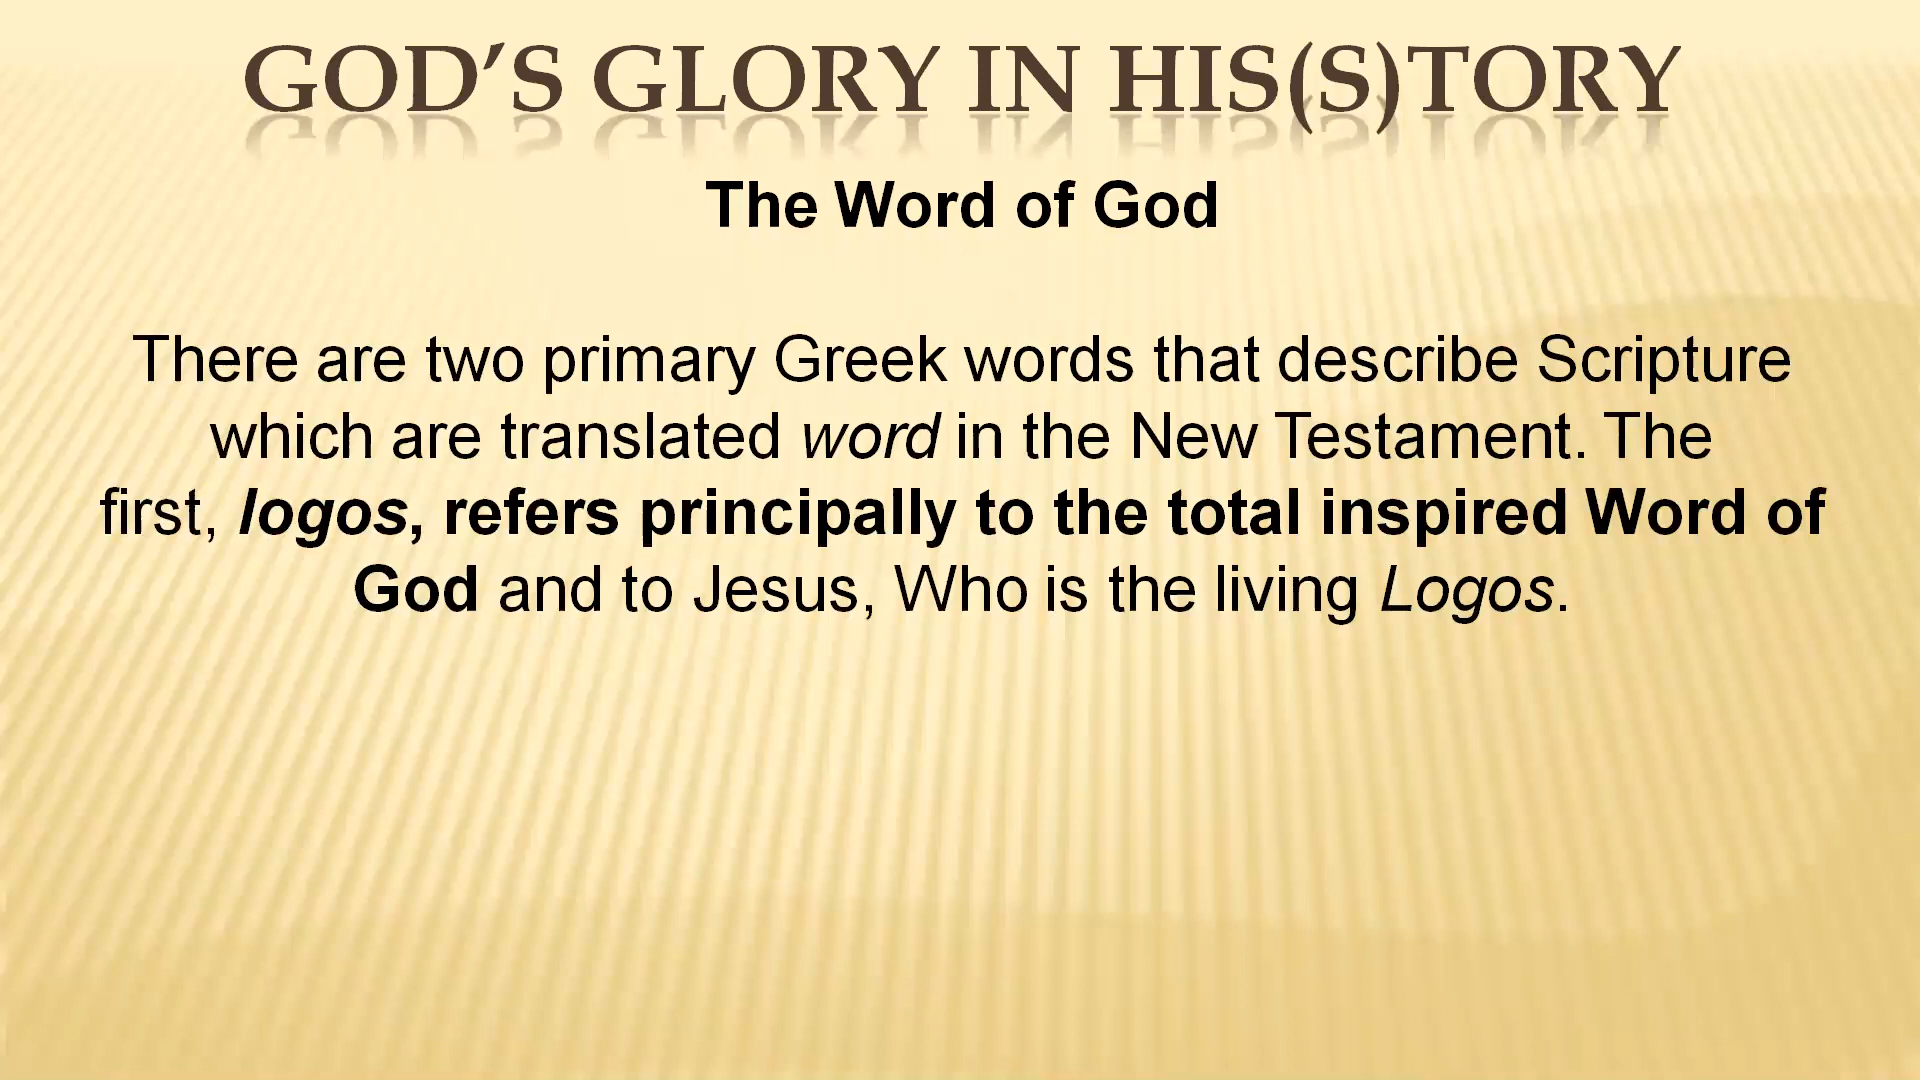 GOD’S GLORY IN HIS(S)TORY
The Word of God
There are two primary Greek words that describe Scripture
which are translated word in the New Testament. The
first, logos, refers principally to the total inspired Word of
God and to Jesus, Who is the living Logos.